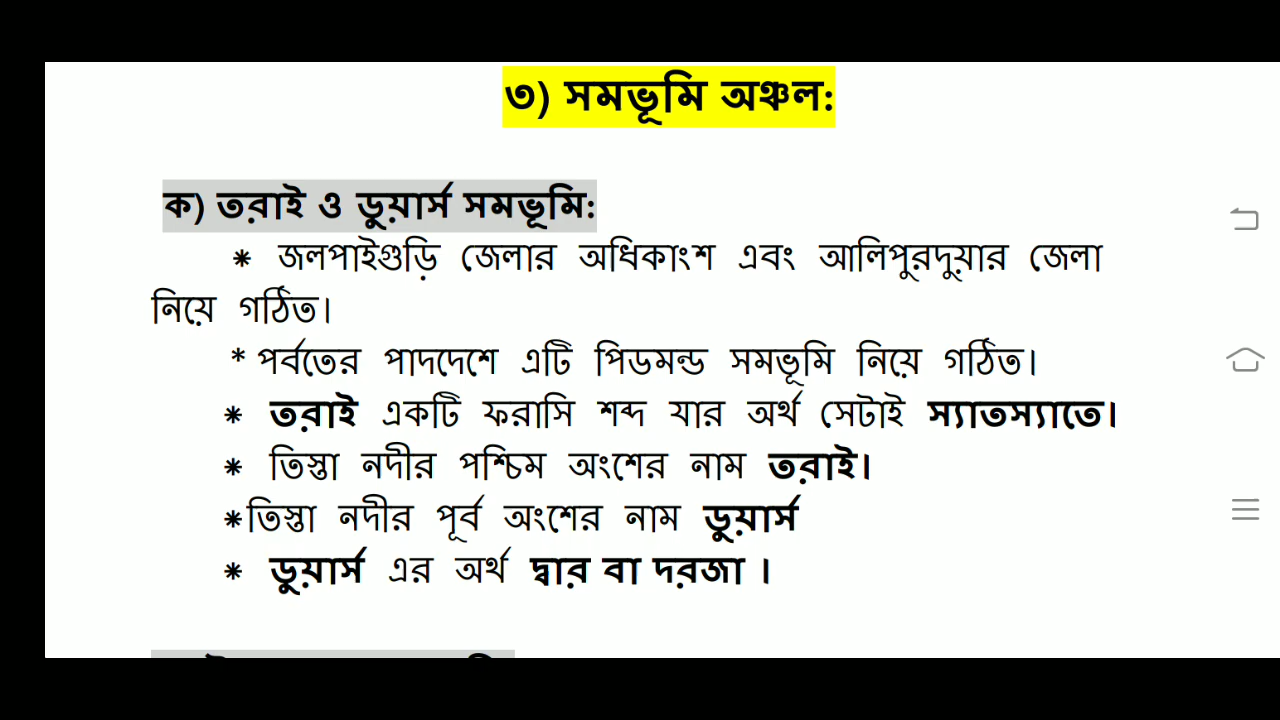 ৩) সমভূমি অঞ্চল:
ক) তরাই ও ডুয়ার্স সমভূমি:
* জলপাইগুড়ি জেলার অধিকাংশ এবং আলিপুরদুয়ার জেলা
নিয়ে গঠিত।
* পর্বতের পাদদেশে এটি পিডমন্ড সমভূমি নিয়ে গঠিত।
* তরাই একটি ফরাসি শব্দ যার অর্থ সেটাই স্যাতস্যাতে।
* তিস্তা নদীর পশ্চিম অংশের নাম তরাই।
*তিস্তা নদীর পূর্ব অংশের নাম ডুয়ার্স
* ডুয়ার্স এর অর্থ দ্বার বা দরজা ।